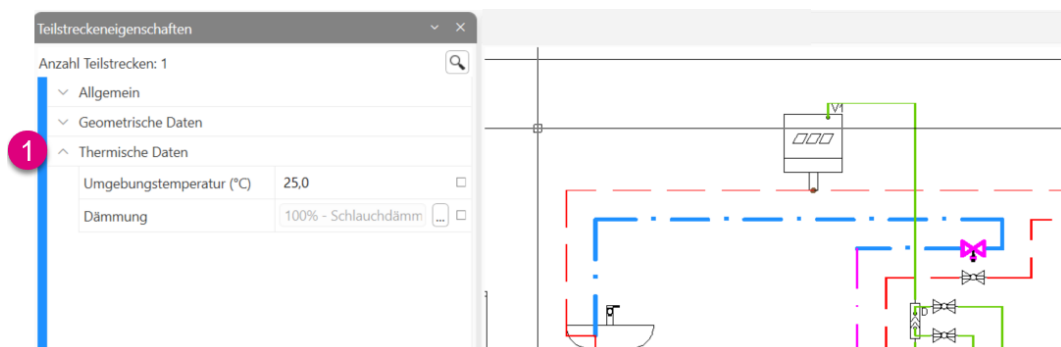 Teilstreckeneigenschaften
Anzahl Teilstrecken: 1
Allgemein
Geometrische Daten
1
Thermische Daten
Umgebungstemperatur (°C) 25,0
Dämmung 100% - Schlauchdämm ...
V1
D